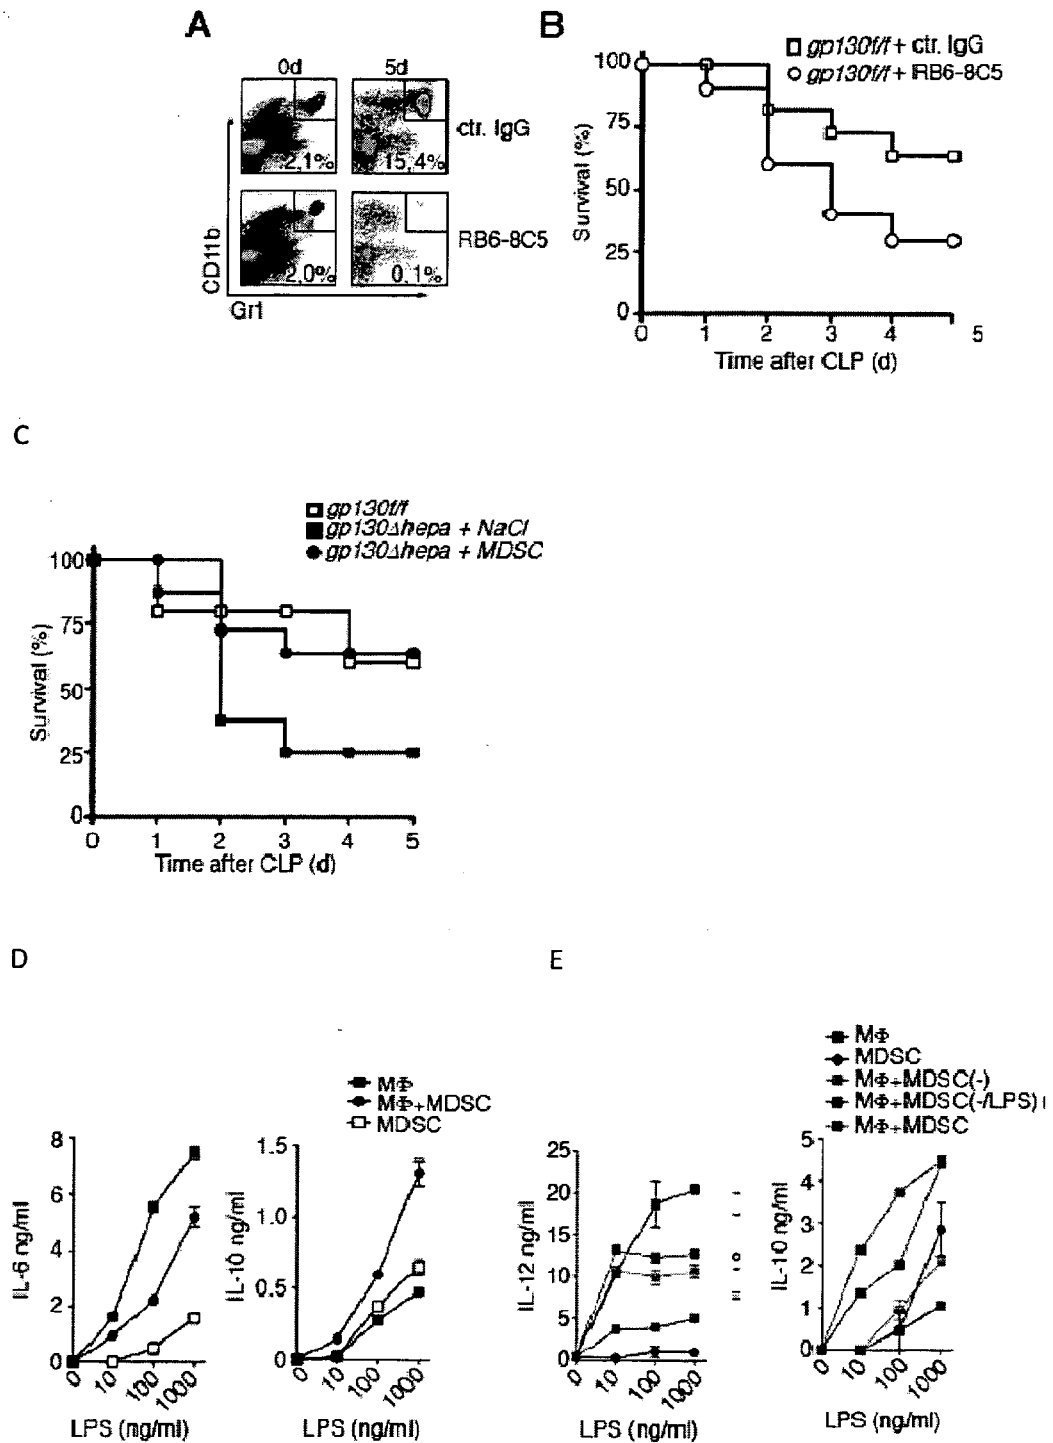 A
0d
5d
2,1%
15,4%
ctr. IgG
2,0%
0,1%
RB6-8C5
CD11b
Gr1
B
gp130f/f + ctr. IgG
gp130f/f + RB6-8C5
100
75
50
25
0
Survival (%)
0 1 2 3 4 5
Time after CLP (d)
C
gp130f/f
gp130Δhepa + NaCl
gp130Δhepa + MDSC
100
75
50
25
0
Survival (%)
0 1 2 3 4 5
Time after CLP (d)
D
MΦ
MΦ+MDSC
MDSC
8
6
4
2
0
IL-6 ng/ml
0 10 100 1000
LPS (ng/ml)
1.5
1.0
0.5
0
IL-10 ng/ml
0 10 100 1000
LPS (ng/ml)
E
MΦ
MDSC
MΦ+MDSC(-)
MΦ+MDSC(-/LPS)
MΦ+MDSC
25
20
15
10
5
0
IL-12 ng/ml
0 10 100 1000
LPS (ng/ml)
5
4
3
2
1
0
IL-10 ng/ml
0 10 100 1000
LPS (ng/ml)